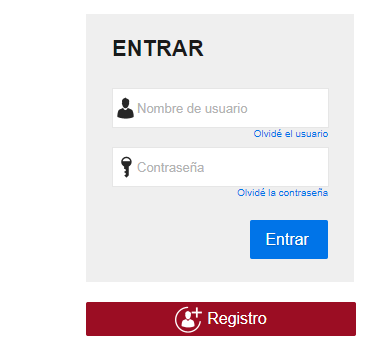 ENTRAR
Nombre de usuario
Olvidé el usuario
Contraseña
Olvidé la contraseña
Entrar
Registro